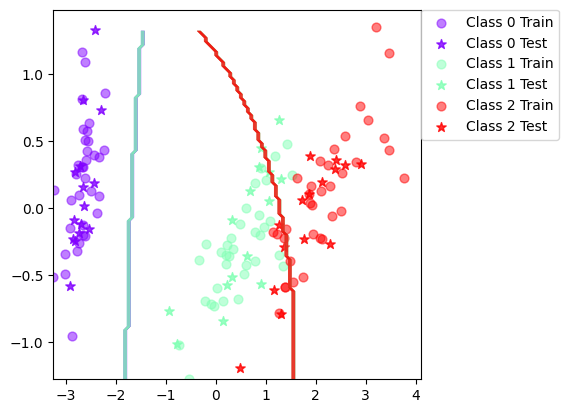 Class 0 Train
Class 0 Test
Class 1 Train
Class 1 Test
Class 2 Train
Class 2 Test
1.0
0.5
0.0
−0.5
−1.0
−3 −2 −1 0 1 2 3 4